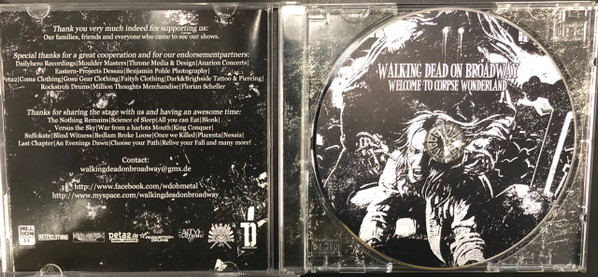 Thank you very much indeed for supporting us:
Our families, friends and everyone who came to see our shows.
Special thanks for a great cooperation and for our endorsementpartners:
Dailyhero Recordings|Moulder Masters|Throne Media & Design|Anarion Concerts|
Eastern-Projects Dessau|Benjamin Pohle Photography|
Peta2|Coma Clothing|Goss Gear Clothing|Faityh Clothing|Dark&Brighside Tattoo & Piercing|
Rockstroh Drums|Million Thoughts Merchandise|Florian Scheller
Thanks for sharing the stage with us and having an awesome time:
The Nothing Remains|Science of Sleep|All you can Eat|Blonk|
Versus the Sky|War from a harlots Mouth|King Conquer|
Suffokate|Blind Witness|Bedlam Broke Loose|Once we Killed|Placenta|Nessia|
Last Chapter|An Evenings Dawn|Choose your Path|Relive your Fall and many more!
Contact:
walkingdeadonbroadway@gmx.de
http://www.facebook.com/wdobmetal
http://www.myspace.com/walkingdeadonbroadway
peta2
WALKING DEAD ON BROADWAY
WELCOME TO CORPSE WONDERLAND